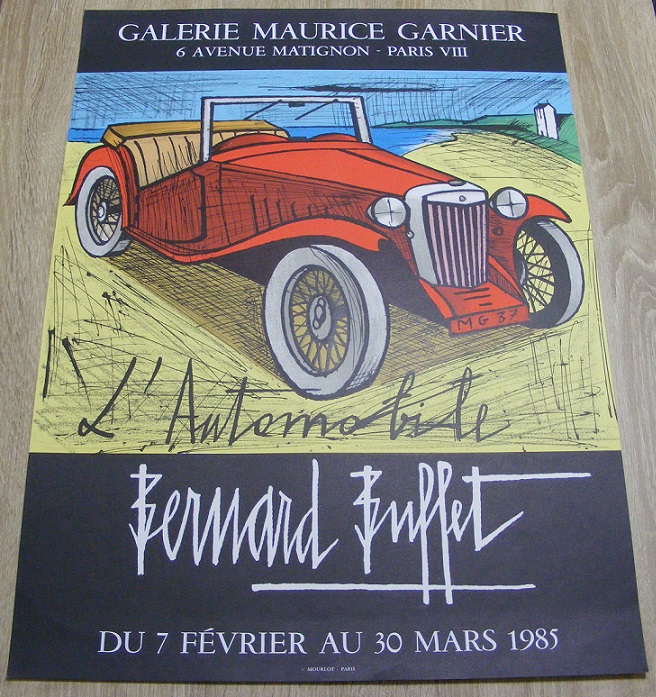 GALERIE MAURICE GARNIER
6 AVENUE MATIGNON - PARIS VIII
MG 37
L'Automobile
Bernard Buffet
DU 7 FÉVRIER AU 30 MARS 1985
© MOURLOT - PARIS